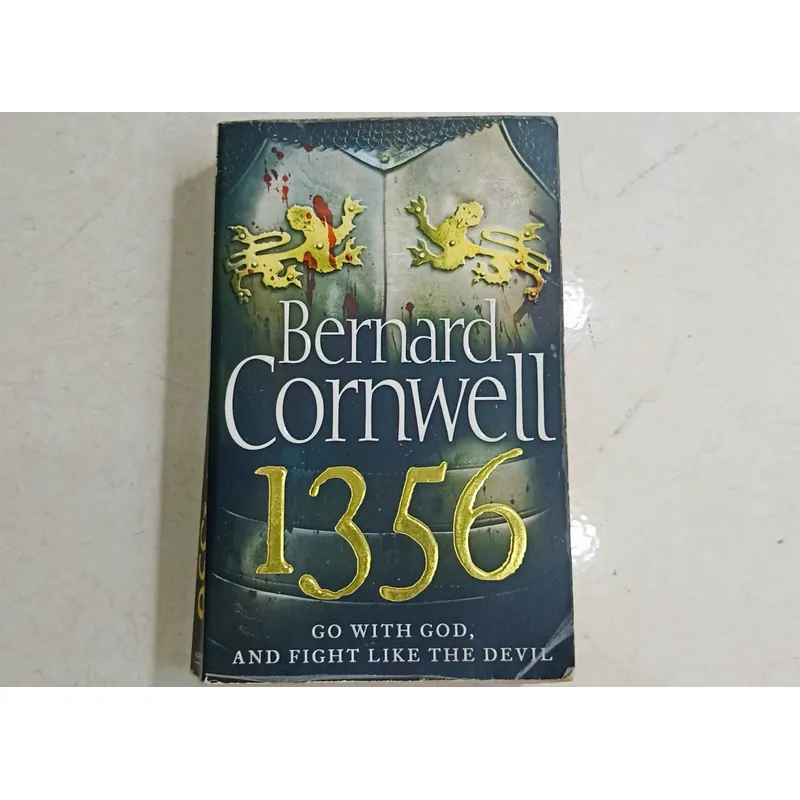 Bernard
Cornwell
1356
GO WITH GOD,
AND FIGHT LIKE THE DEVIL